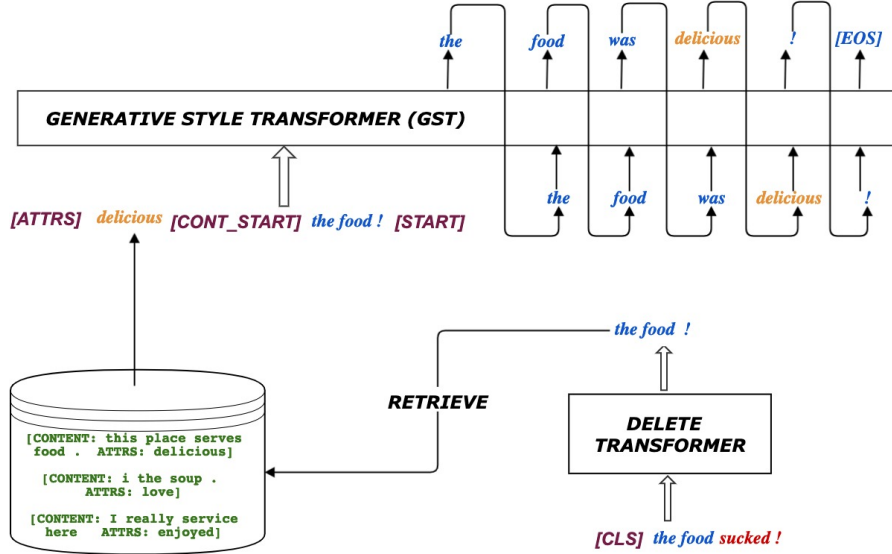 the food was delicious ! [EOS]
GENERATIVE STYLE TRANSFORMER (GST)
the food was delicious !
[ATTRS] delicious [CONT_START] the food ! [START]
the food !
RETRIEVE
DELETE
TRANSFORMER
[CONTENT: this place serves
food . ATTRS: delicious]
[CONTENT: i the soup .
ATTRS: love]
[CONTENT: I really service
here ATTRS: enjoyed]
[CLS] the food sucked !